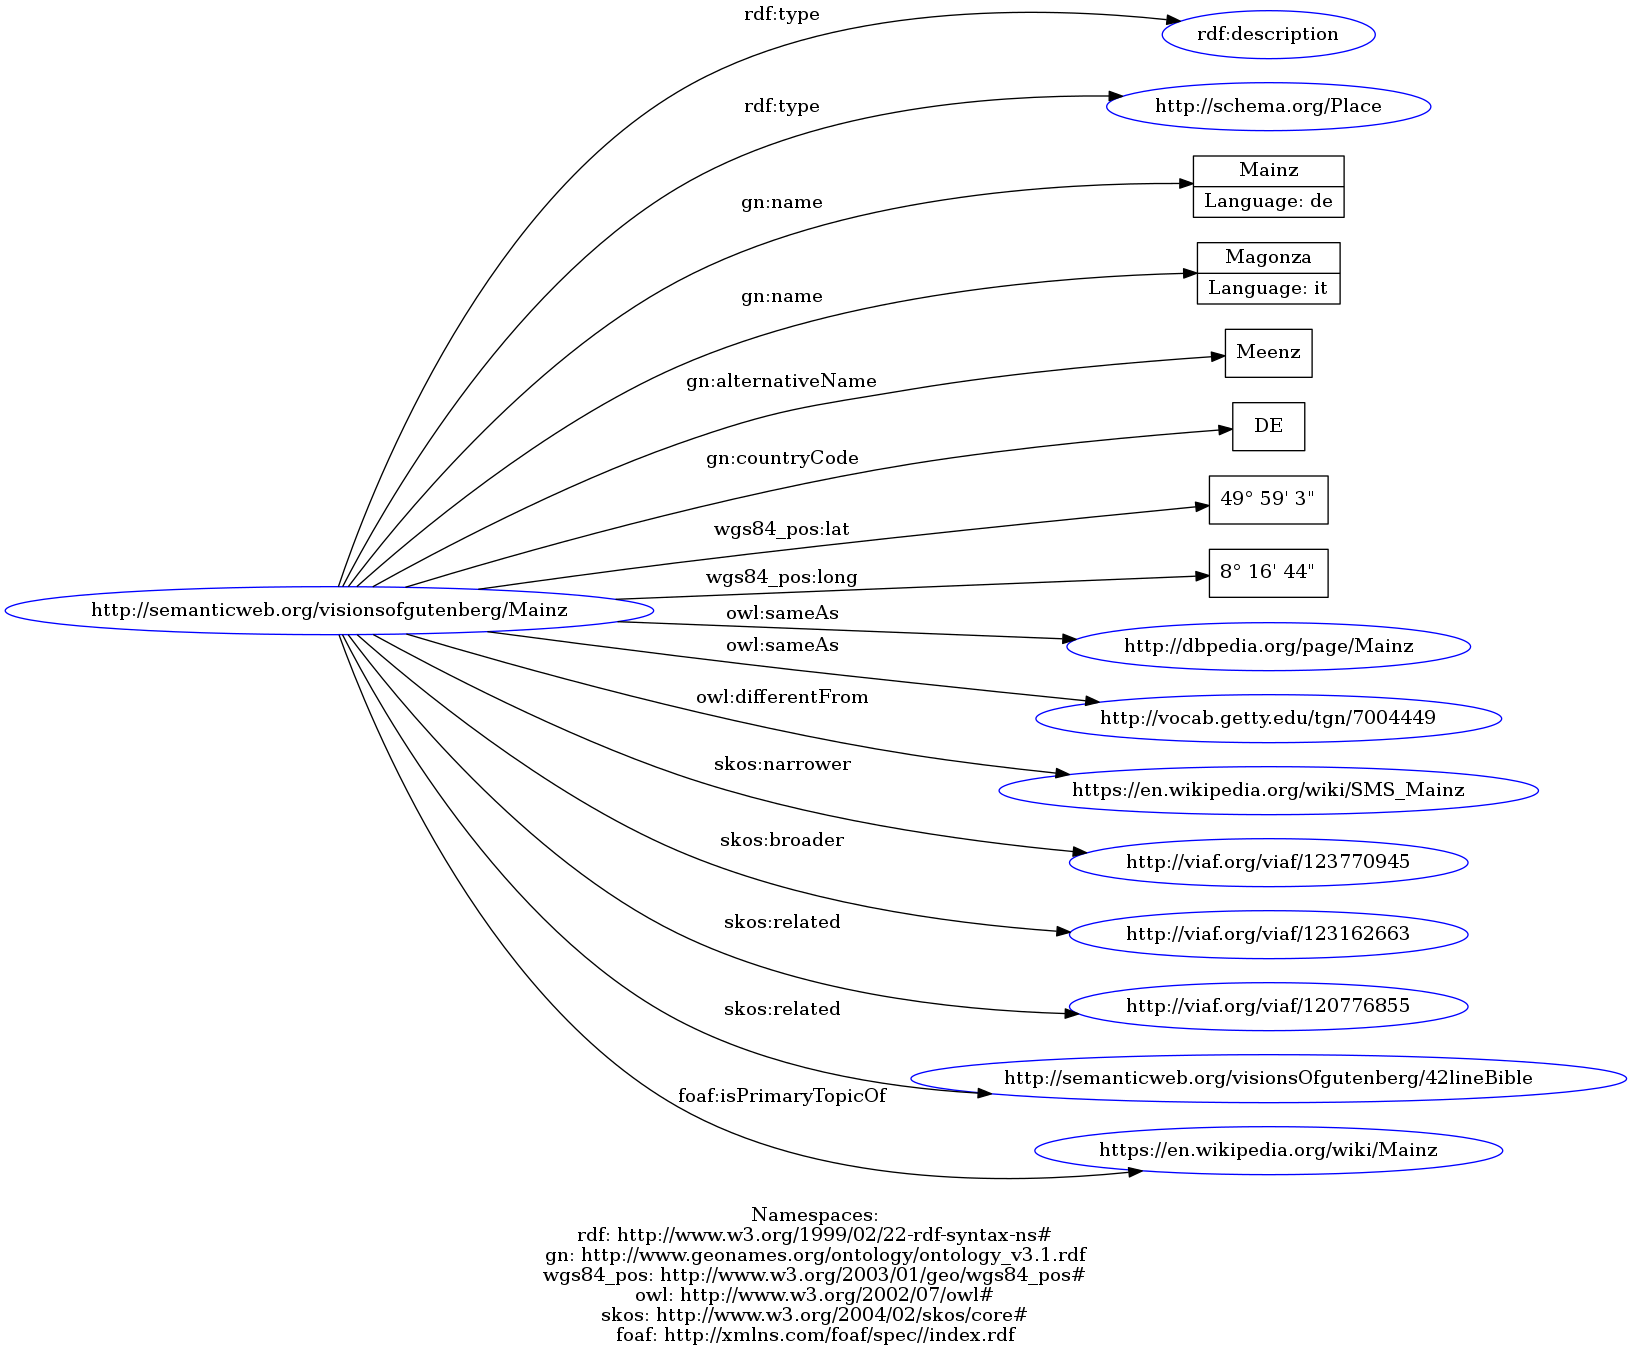 rdf:type
rdf:description
rdf:type
http://schema.org/Place
gn:name
Mainz
Language: de
gn:name
Magonza
Language: it
gn:alternativeName
Meenz
gn:countryCode
DE
wgs84_pos:lat
49° 59' 3"
wgs84_pos:long
8° 16' 44"
http://semanticweb.org/visionsofgutenberg/Mainz
owl:sameAs
http://dbpedia.org/page/Mainz
owl:sameAs
http://vocab.getty.edu/tgn/7004449
owl:differentFrom
https://en.wikipedia.org/wiki/SMS_Mainz
skos:narrower
http://viaf.org/viaf/123770945
skos:broader
http://viaf.org/viaf/123162663
skos:related
http://viaf.org/viaf/120776855
skos:related
http://semanticweb.org/visionsOfgutenberg/42lineBible
foaf:isPrimaryTopicOf
https://en.wikipedia.org/wiki/Mainz
Namespaces:
rdf: http://www.w3.org/1999/02/22-rdf-syntax-ns#
gn: http://www.geonames.org/ontology/ontology_v3.1.rdf
wgs84_pos: http://www.w3.org/2003/01/geo/wgs84_pos#
owl: http://www.w3.org/2002/07/owl#
skos: http://www.w3.org/2004/02/skos/core#
foaf: http://xmlns.com/foaf/spec//index.rdf